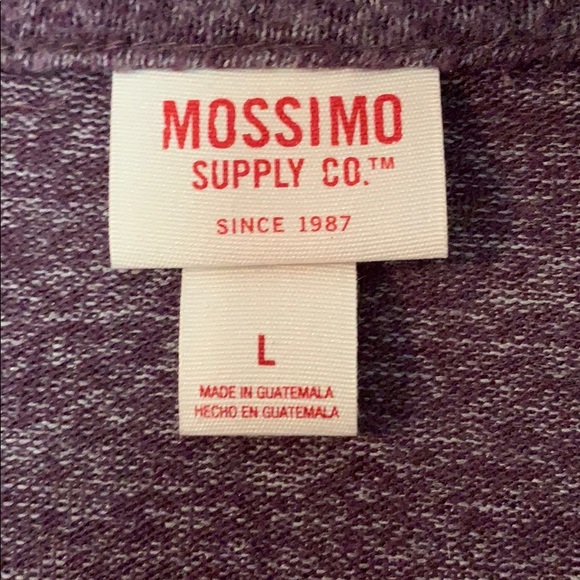 MOSSIMO
SUPPLY CO.™
SINCE 1987
L
MADE IN GUATEMALA
HECHO EN GUATEMALA